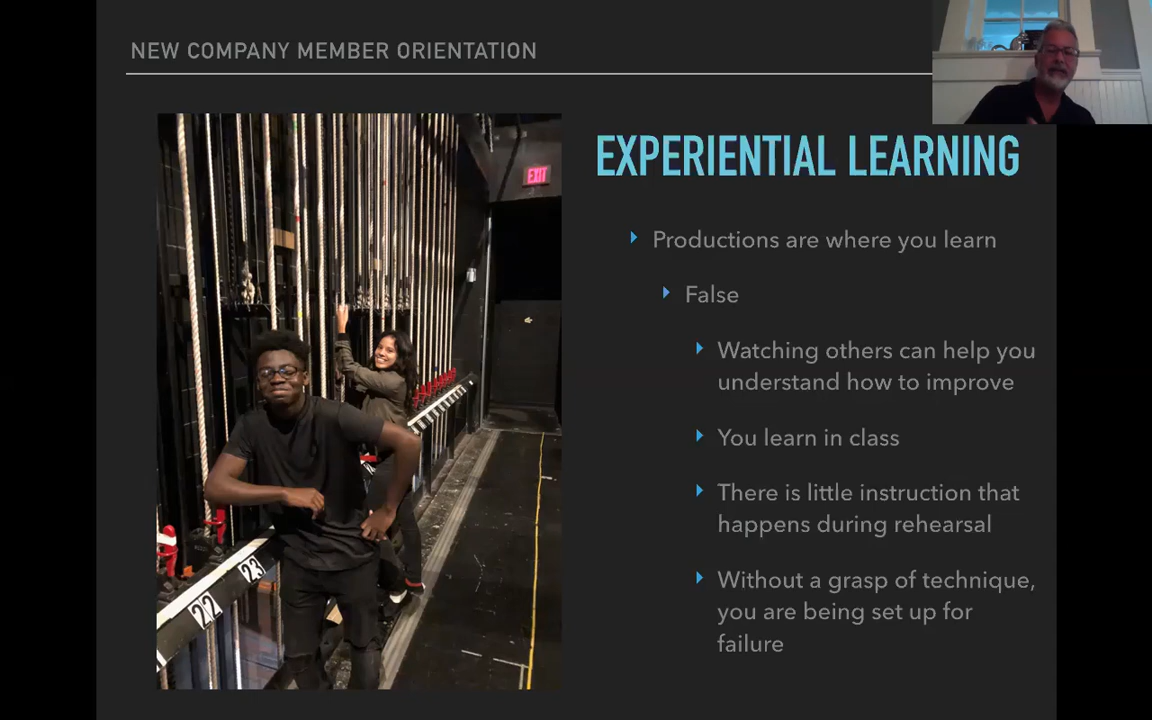 NEW COMPANY MEMBER ORIENTATION
EXIT
EXPERIENTIAL LEARNING
Productions are where you learn
False
Watching others can help you
understand how to improve
You learn in class
There is little instruction that
happens during rehearsal
Without a grasp of technique,
you are being set up for
failure
23
22